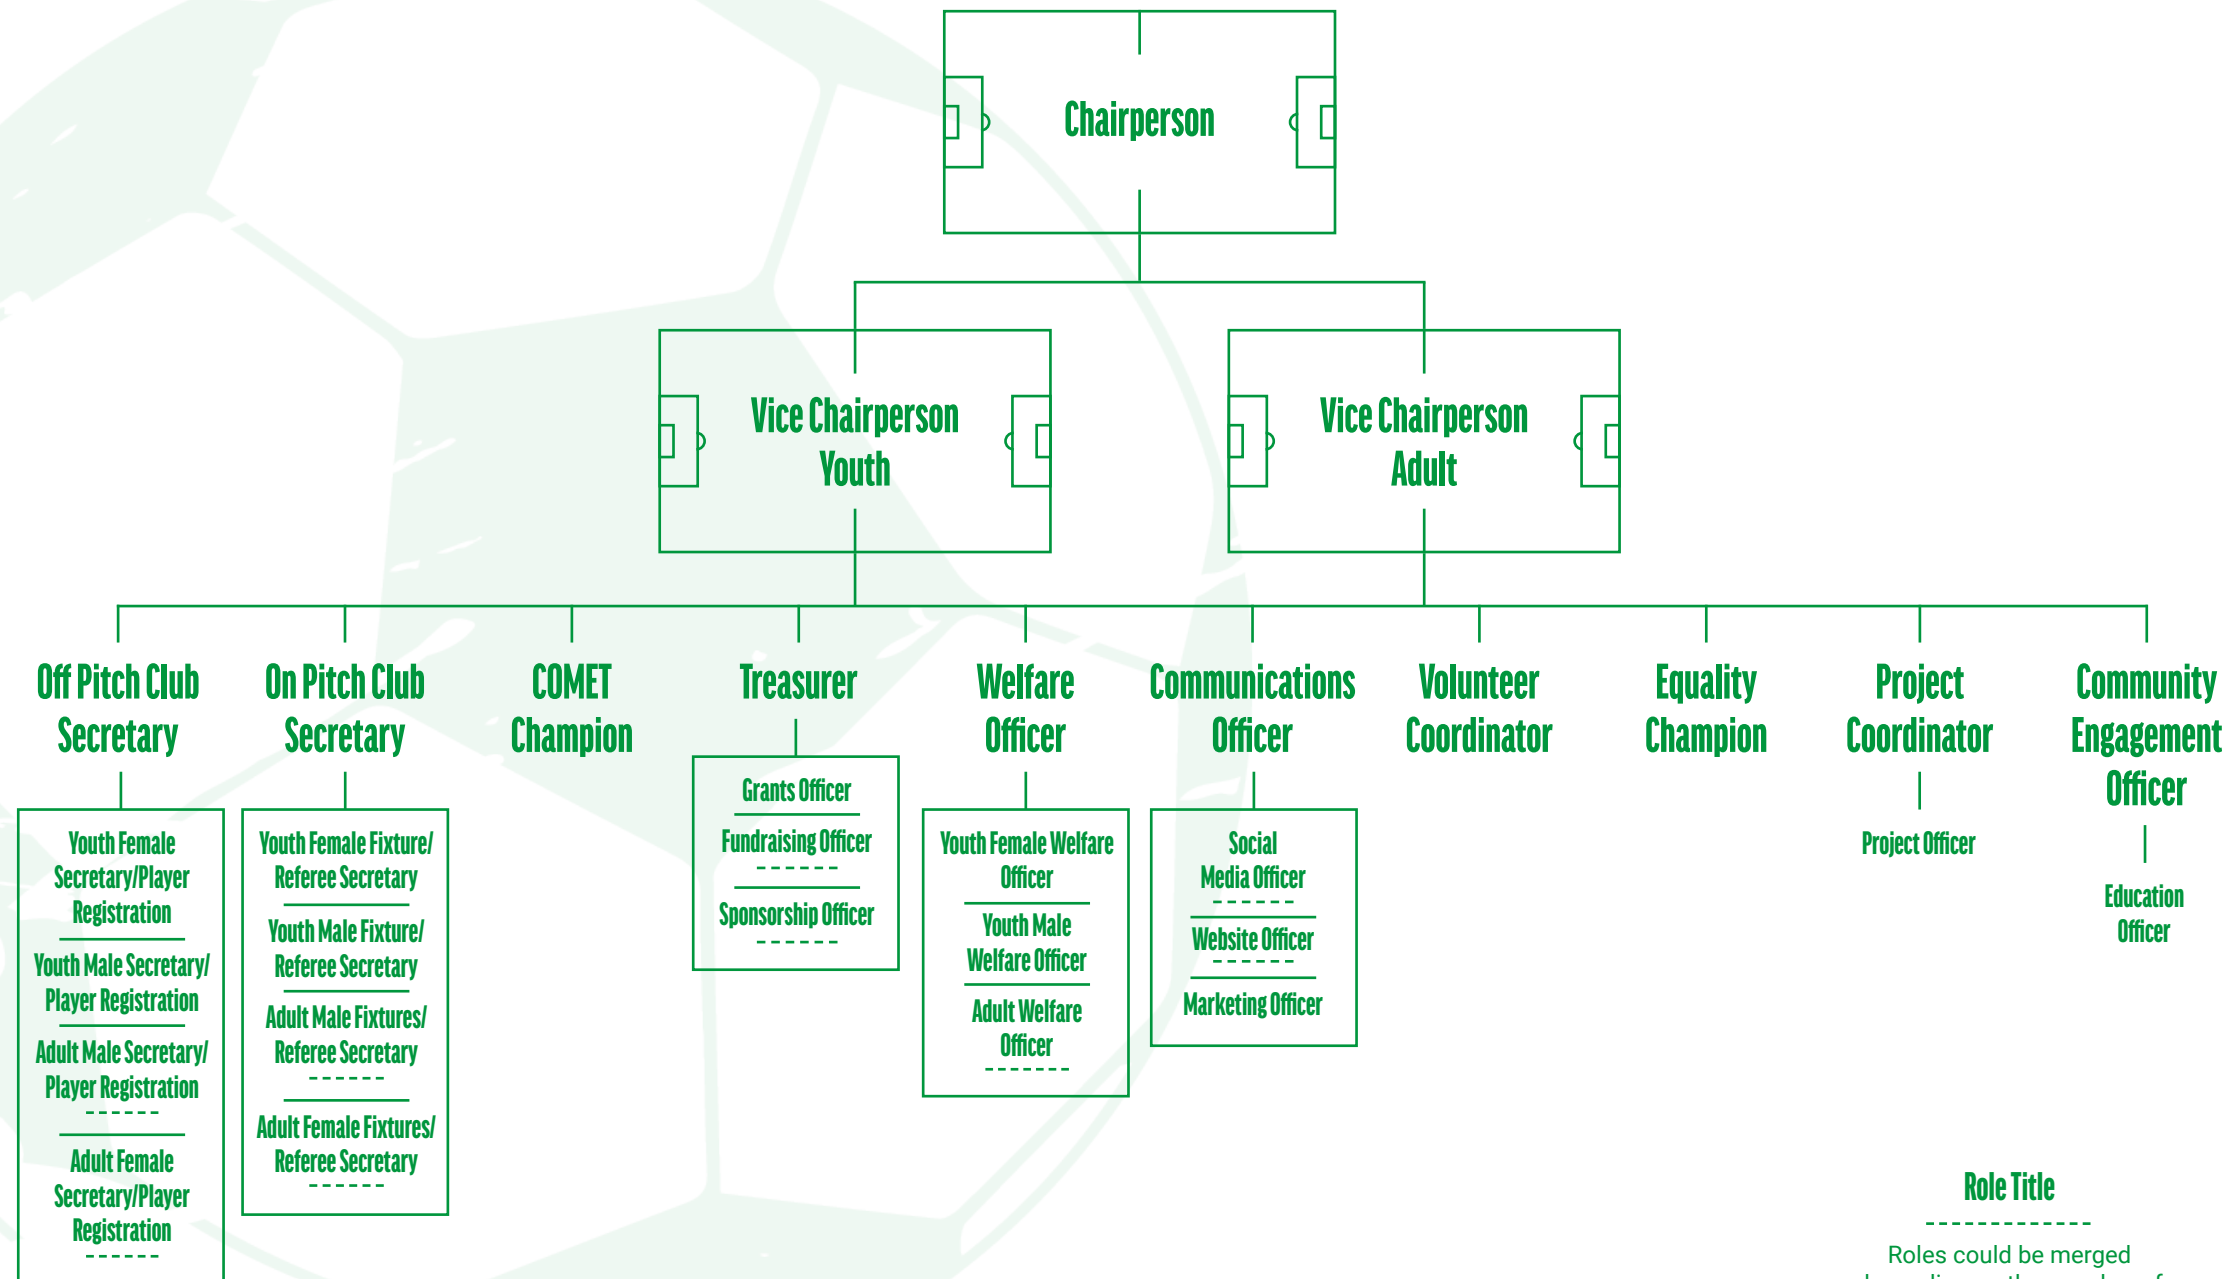 Chairperson
Vice Chairperson
Youth
Vice Chairperson
Adult
Off Pitch Club
Secretary
Youth Female
Secretary/Player
Registration
Youth Male Secretary/
Player Registration
Adult Male Secretary/
Player Registration
Adult Female
Secretary/Player
Registration
On Pitch Club
Secretary
Youth Female Fixture/
Referee Secretary
Youth Male Fixture/
Referee Secretary
Adult Male Fixtures/
Referee Secretary
Adult Female Fixtures/
Referee Secretary
COMET
Champion
Treasurer
Grants Officer
Fundraising Officer
Sponsorship Officer
Welfare
Officer
Youth Female Welfare
Officer
Youth Male
Welfare Officer
Adult Welfare
Officer
Communications
Officer
Social
Media Officer
Website Officer
Marketing Officer
Volunteer
Coordinator
Equality
Champion
Project
Coordinator
Project Officer
Community
Engagement
Officer
Education
Officer
Role Title
Roles could be merged